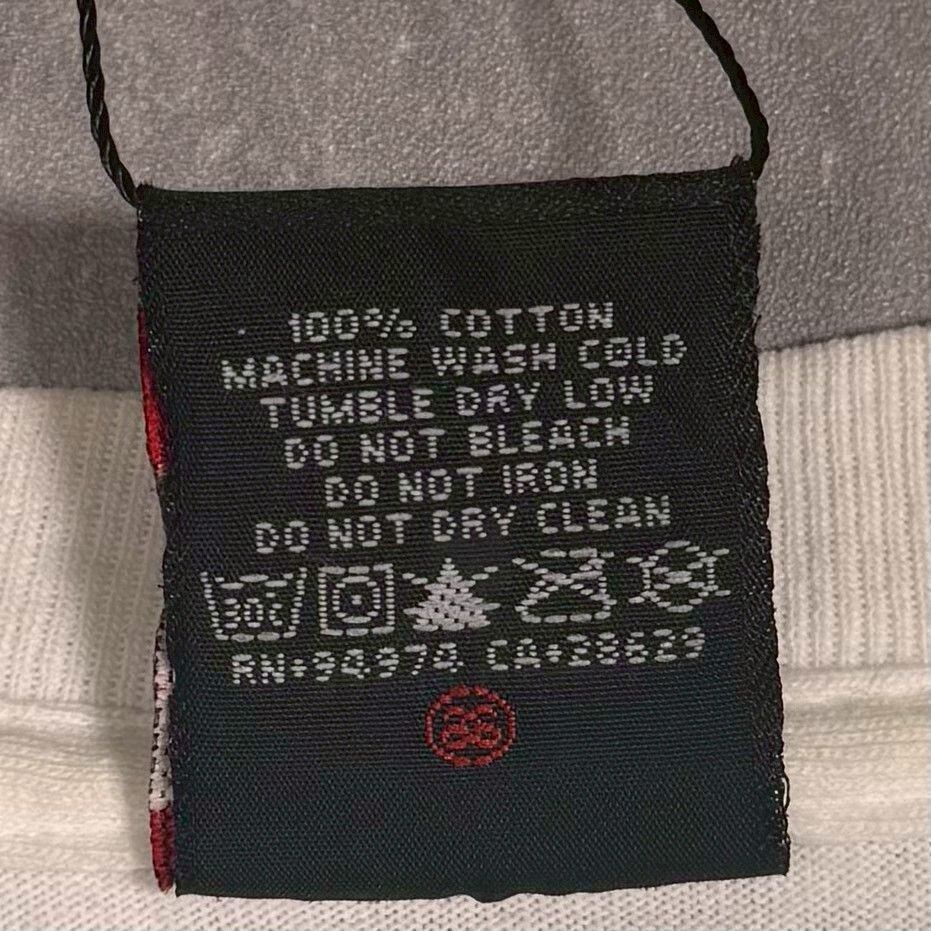 100% COTTON
MACHINE WASH COLD
TUMBLE DRY LOW
DO NOT BLEACH
DO NOT IRON
DO NOT DRY CLEAN
30C
RN♦94974 CA♦28629